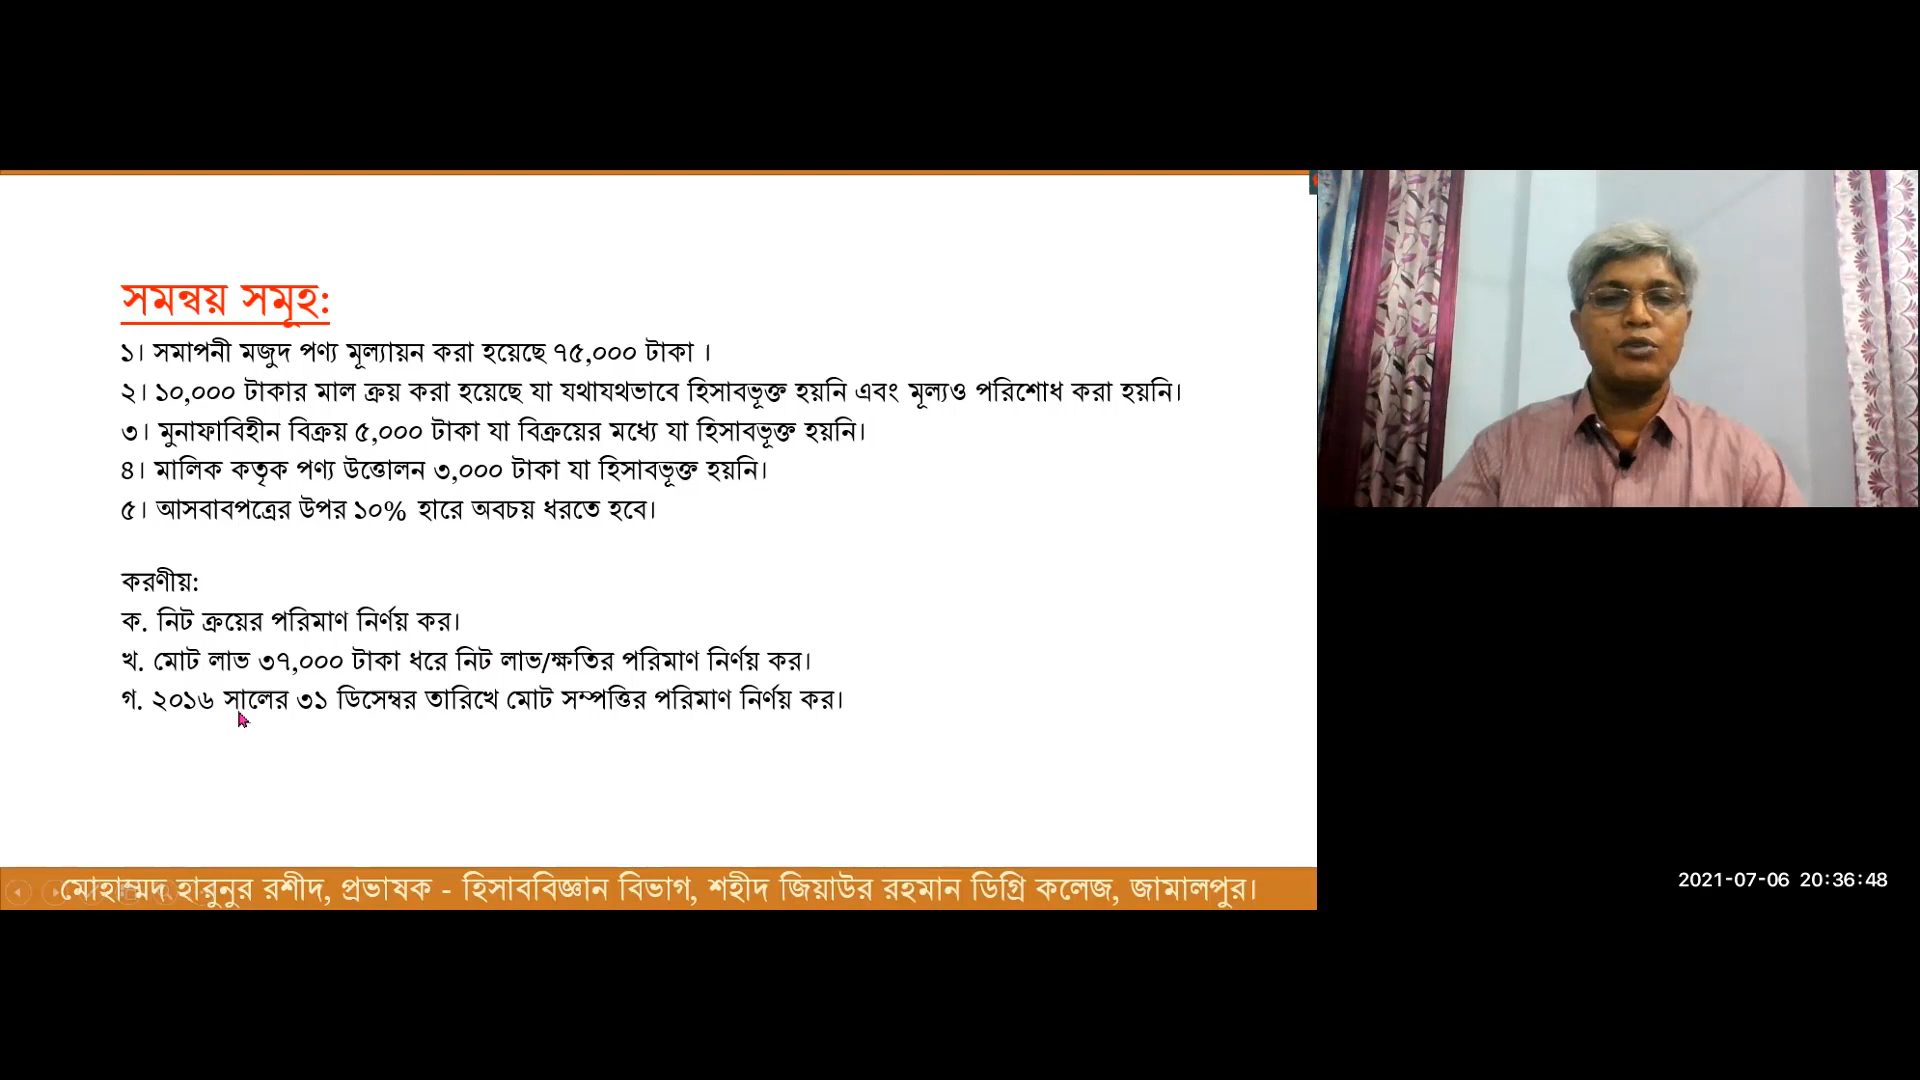 সমন্বয় সমূহ:
১। সমাপনী মজুদ পণ্য মূল্যায়ন করা হয়েছে ৭৫,০০০ টাকা ।
২। ১০,০০০ টাকার মাল ক্রয় করা হয়েছে যা যথাযথভাবে হিসাবভূক্ত হয়নি এবং মূল্যও পরিশোধ করা হয়নি।
৩। মুনাফাবিহীন বিক্রয় ৫,০০০ টাকা যা বিক্রয়ের মধ্যে যা হিসাবভূক্ত হয়নি।
৪। মালিক কতৃক পণ্য উত্তোলন ৩,০০০ টাকা যা হিসাবভূক্ত হয়নি।
৫। আসবাবপত্রের উপর ১০% হারে অবচয় ধরতে হবে।
করণীয়:
ক. নিট ক্রয়ের পরিমাণ নির্ণয় কর।
খ. মোট লাভ ৩৭,০০০ টাকা ধরে নিট লাভ/ক্ষতির পরিমাণ নির্ণয় কর।
গ. ২০১৬ সালের ৩১ ডিসেম্বর তারিখে মোট সম্পত্তির পরিমাণ নির্ণয় কর।
মোহাম্মদ হারুনুর রশীদ, প্রভাষক - হিসাববিজ্ঞান বিভাগ, শহীদ জিয়াউর রহমান ডিগ্রি কলেজ, জামালপুর।
2021-07-06 20:36:48